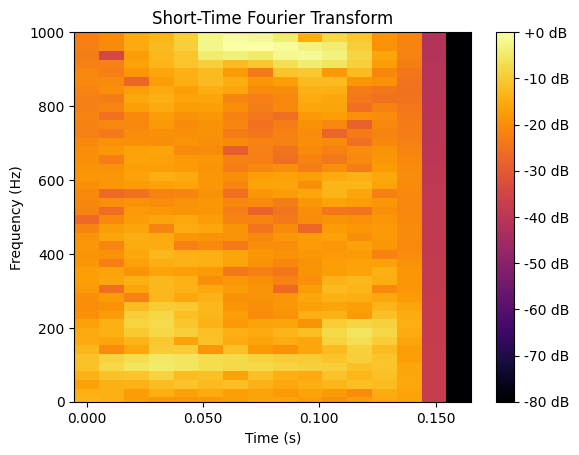 Short-Time Fourier Transform
1000
800
600
400
200
0
Frequency (Hz)
0.000
0.050
0.100
0.150
Time (s)
+0 dB
-10 dB
-20 dB
-30 dB
-40 dB
-50 dB
-60 dB
-70 dB
-80 dB